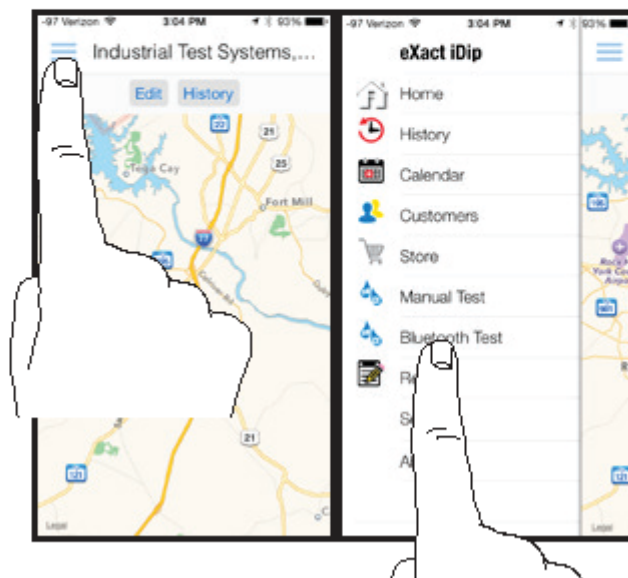 -97 Verizon 3:04 PM 93%
Industrial Test Systems,...
Edit History
22
21
Tega Cay
25
Fort Mill
77
21
121
Legal
-97 Verizon 3:04 PM 93%
eXact iDip
Home
History
Calendar
Customers
Store
Manual Test
Bluetooth Test
Legal